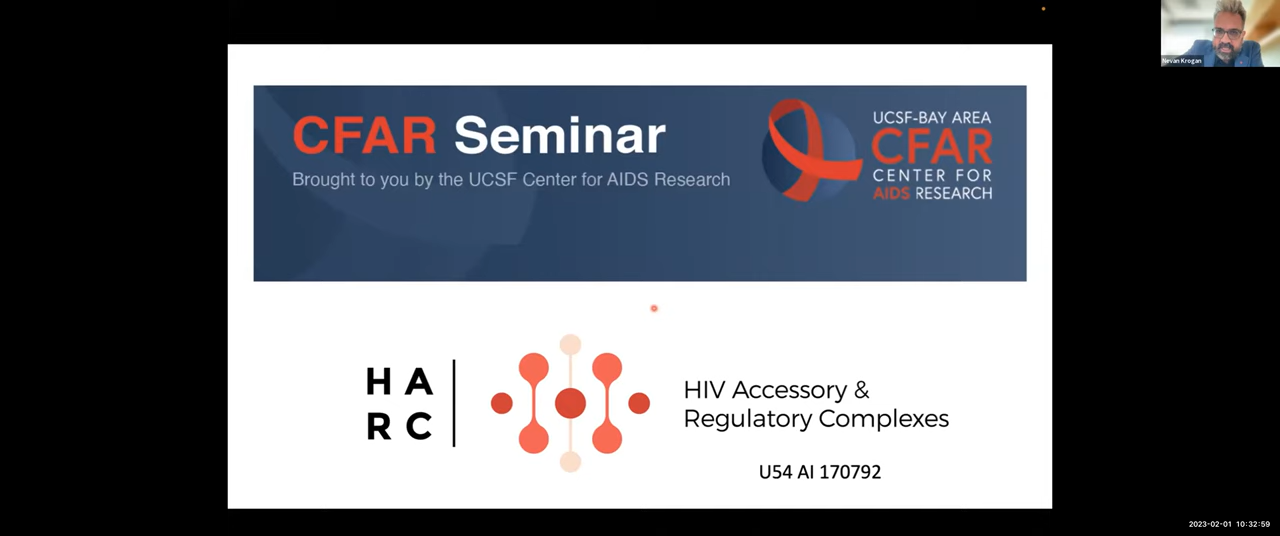 Nevan Krogan
CFAR Seminar
Brought to you by the UCSF Center for AIDS Research
UCSF-BAY AREA
CFAR
CENTER FOR
AIDS RESEARCH
H A
R C
HIV Accessory &
Regulatory Complexes
U54 AI 170792
2023-02-01 10:32:59